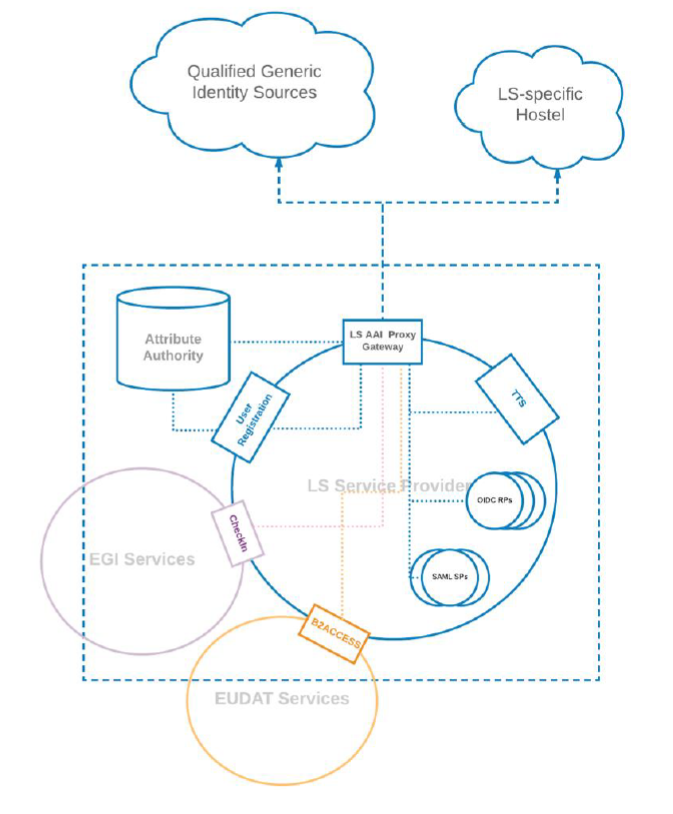 Qualified Generic
Identity Sources
LS-specific
Hostel
LS AAI Proxy
Gateway
Attribute
Authority
TTS
User
Registration
LS Service Provider
OIDC RPs
CheckIn
EGI Services
SAML SPs
B2ACCESS
EUDAT Services